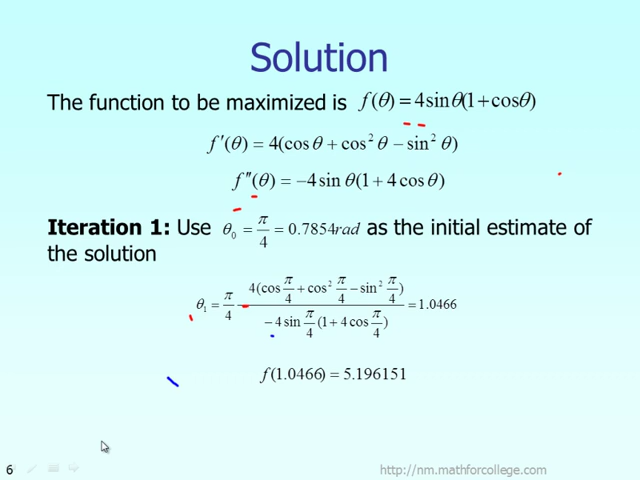 Solution
The function to be maximized is f(θ) = 4sinθ(1+cosθ)
f′(θ) = 4(cosθ + cos²θ − sin²θ)
f″(θ) = −4sinθ(1+4cosθ)
Iteration 1: Use θ₀ = π/4 = 0.7854rad as the initial estimate of
the solution
θ₁ = π/4 − (4(cos π/4 + cos² π/4 − sin² π/4))/(−4sin π/4 (1+4cos π/4)) = 1.0466
f(1.0466) = 5.196151
6 http://nm.mathforcollege.com